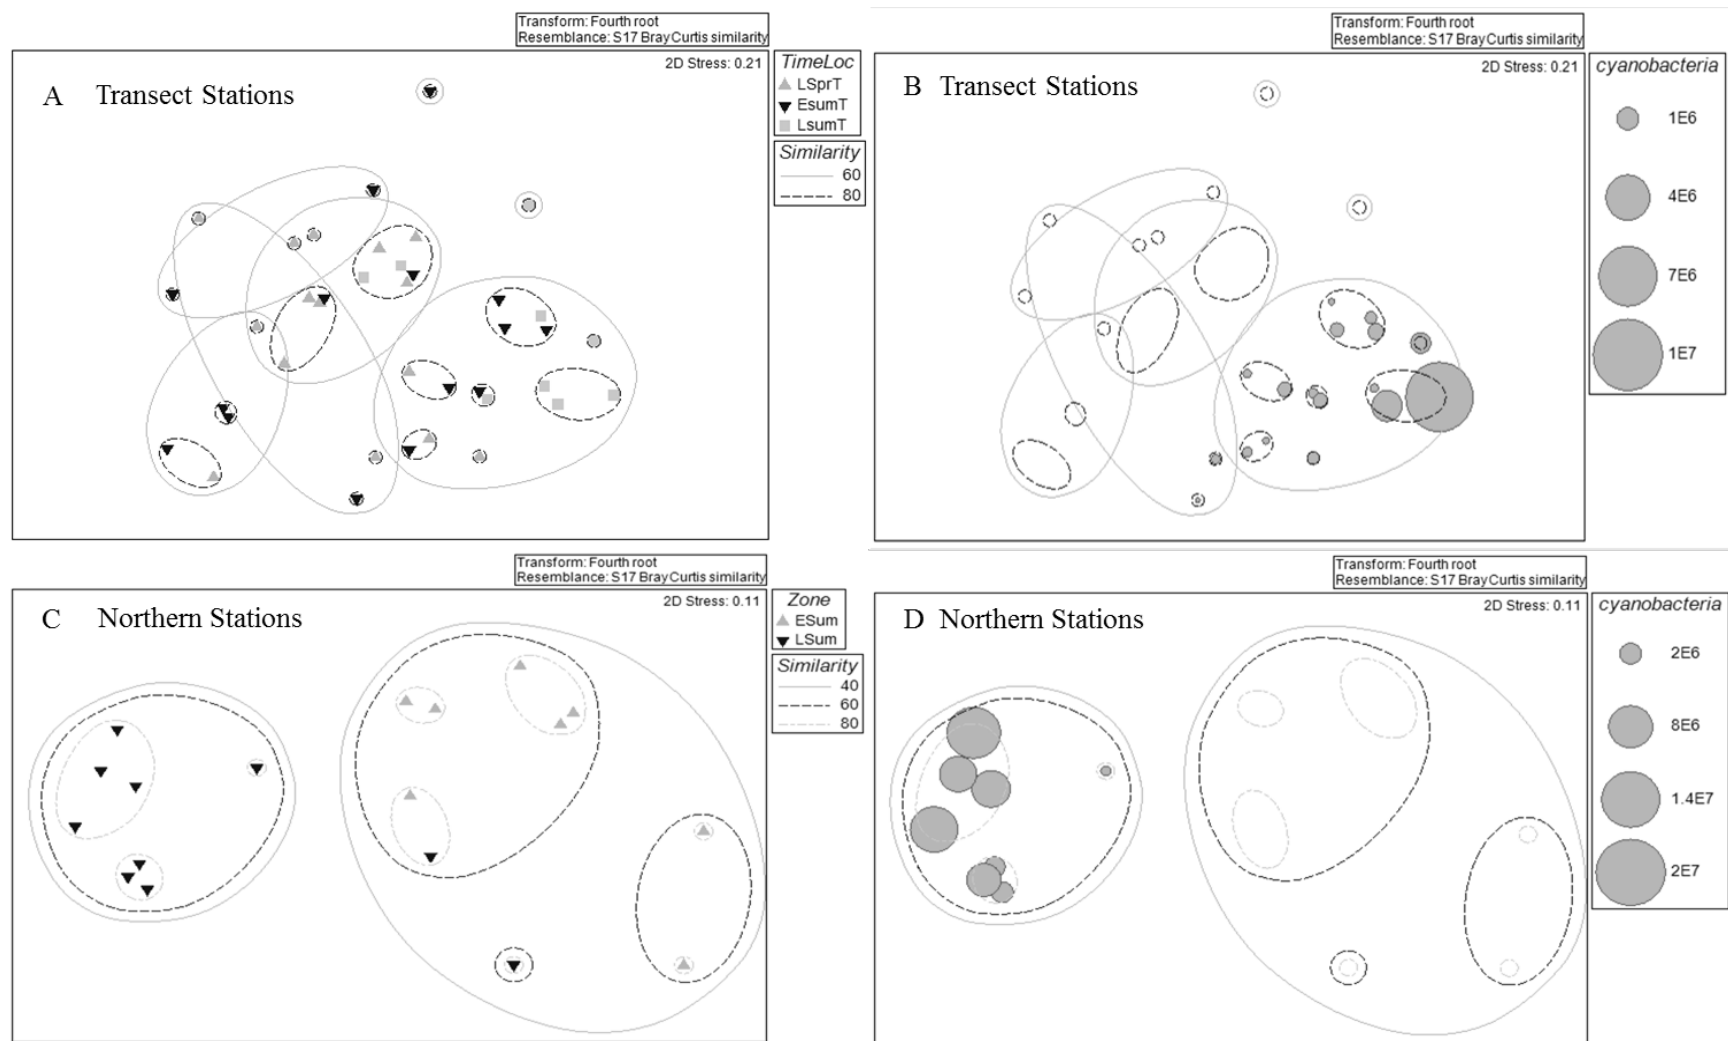 Transform: Fourth root
Resemblance: S17 Bray Curtis similarity
2D Stress: 0.21
A Transect Stations
TimeLoc
LSprT
EsumT
LsumT
Similarity
60
80
Transform: Fourth root
Resemblance: S17 Bray Curtis similarity
2D Stress: 0.21
B Transect Stations
cyanobacteria
1E6
4E6
7E6
1E7
Transform: Fourth root
Resemblance: S17 Bray Curtis similarity
2D Stress: 0.11
C Northern Stations
Zone
ESum
LSum
Similarity
40
60
80
Transform: Fourth root
Resemblance: S17 Bray Curtis similarity
2D Stress: 0.11
D Northern Stations
cyanobacteria
2E6
8E6
1.4E7
2E7